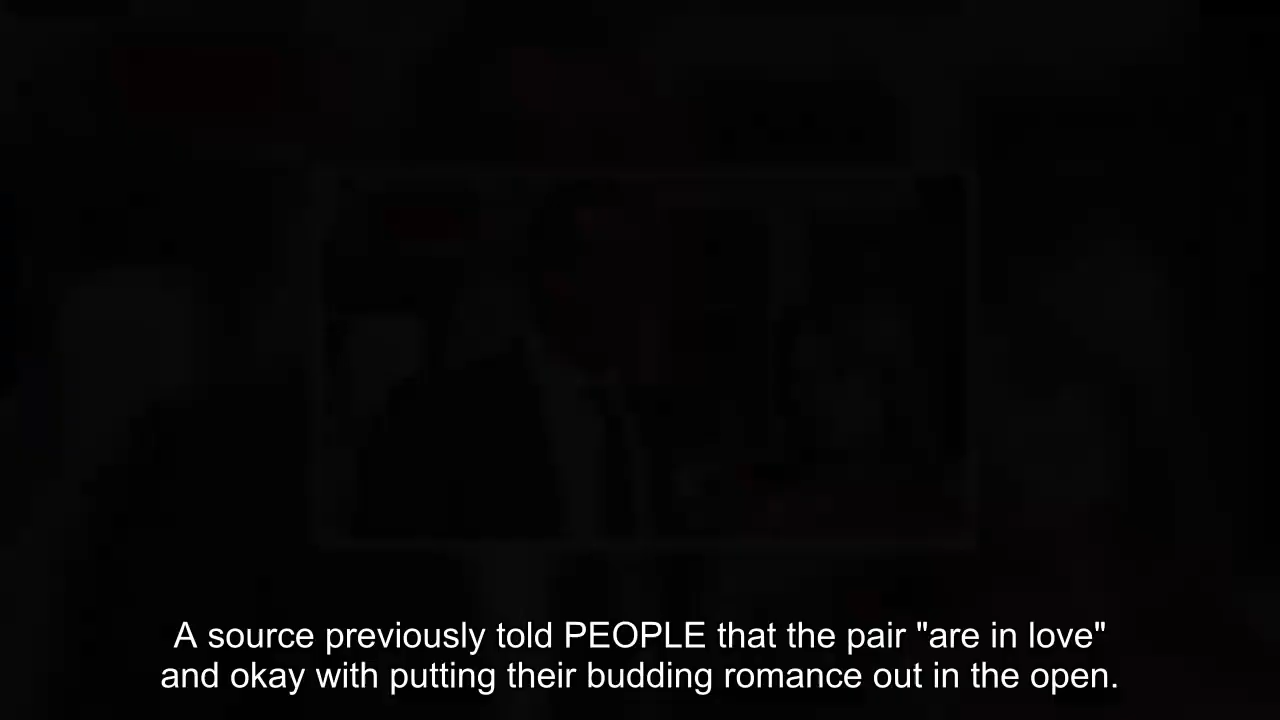 A source previously told PEOPLE that the pair "are in love"
and okay with putting their budding romance out in the open.